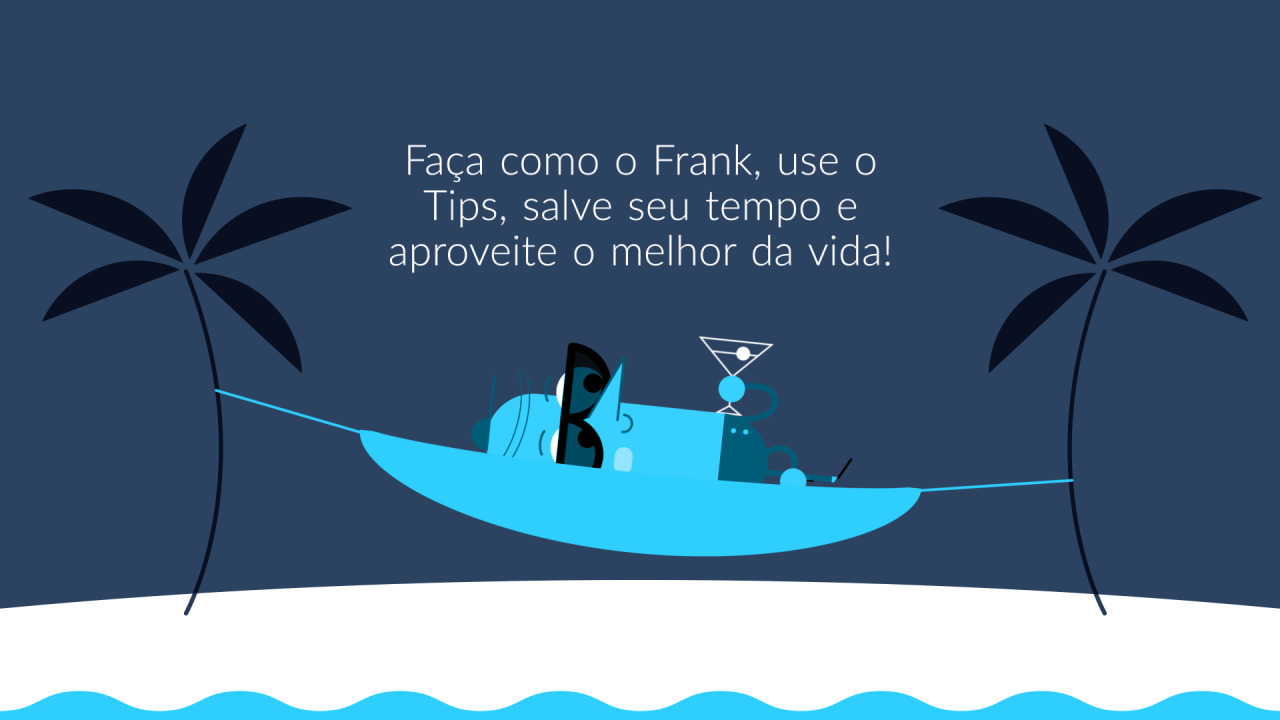 Faça como o Frank, use o
Tips, salve seu tempo e
aproveite o melhor da vida!